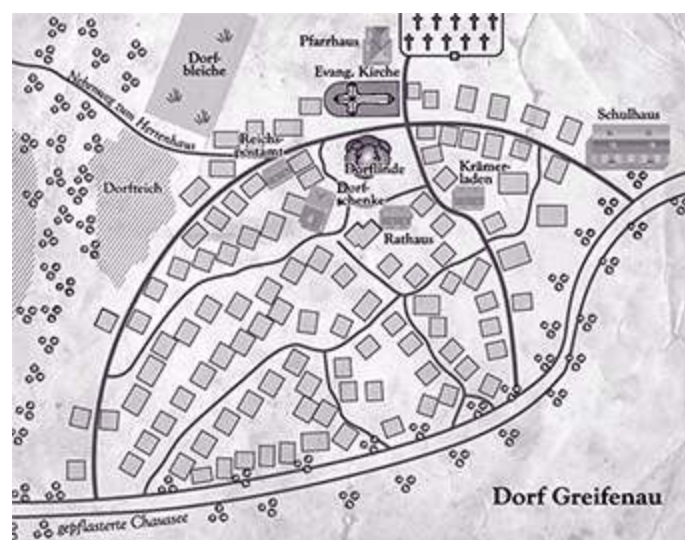 Pfarrhaus
Dorf-
bleiche
Evang. Kirche
Nebenweg zum Herrenhaus
Schulhaus
Reichs-
postamt
Dorflinde
Krämer-
laden
Dorfteich
Dorf-
schenke
Rathaus
Dorf Greifenau
gepflasterte Chaussee